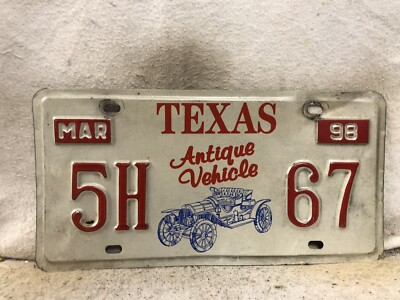 TEXAS
MAR 98
Antique
Vehicle
5H 67